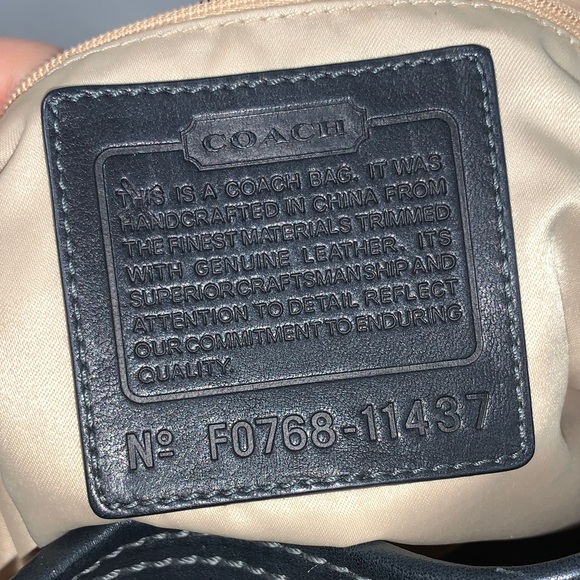 COACH
THIS IS A COACH BAG. IT WAS
HANDCRAFTED IN CHINA FROM
THE FINEST MATERIALS TRIMMED
WITH GENUINE LEATHER. ITS
SUPERIOR CRAFTSMANSHIP AND
ATTENTION TO DETAIL REFLECT
OUR COMMITMENT TO ENDURING
QUALITY.
Nº F0768-11437